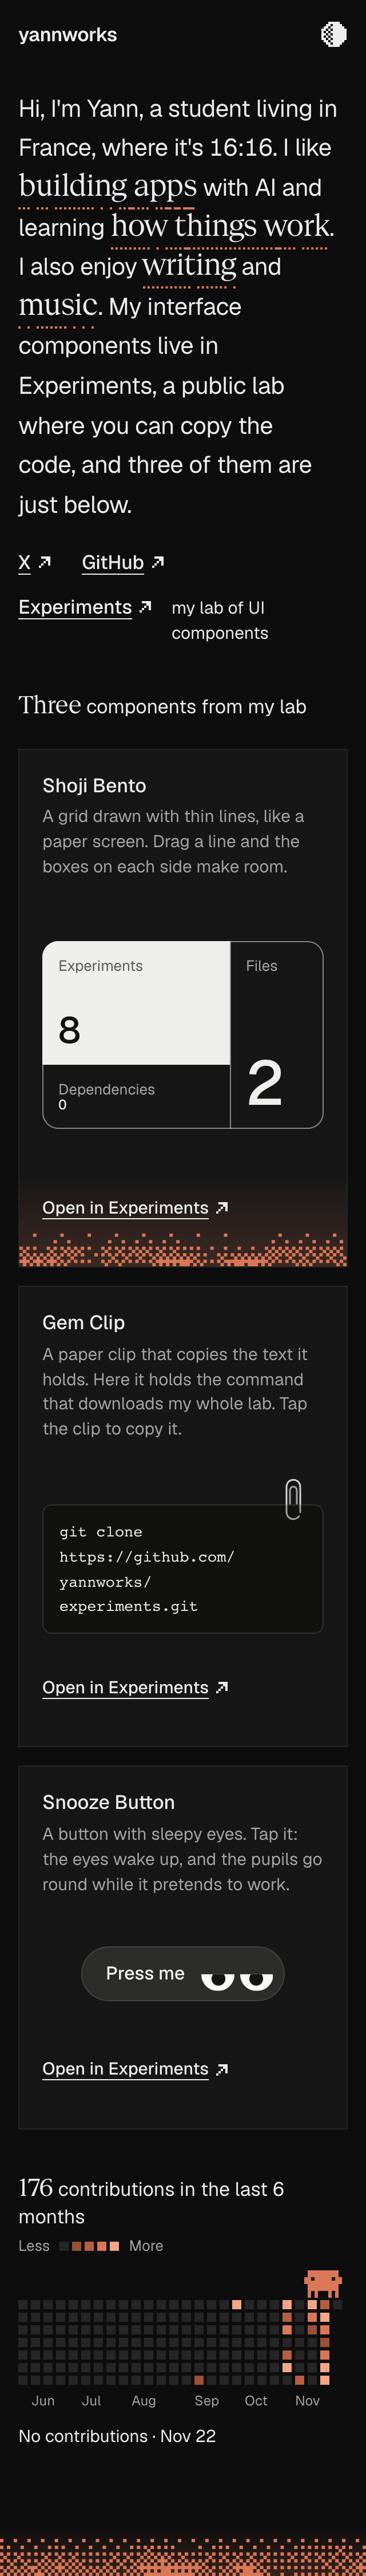 yannworks
Hi, I'm Yann, a student living in
France, where it's 16:16. I like
building apps with AI and
learning how things work.
I also enjoy writing and
music. My interface
components live in
Experiments, a public lab
where you can copy the
code, and three of them are
just below.
X GitHub
Experiments my lab of UI
components
Three components from my lab
Shoji Bento
A grid drawn with thin lines, like a
paper screen. Drag a line and the
boxes on each side make room.
Experiments Files
8
2
Dependencies
0
Open in Experiments
Gem Clip
A paper clip that copies the text it
holds. Here it holds the command
that downloads my whole lab. Tap
the clip to copy it.
git clone
https://github.com/
yannworks/
experiments.git
Open in Experiments
Snooze Button
A button with sleepy eyes. Tap it:
the eyes wake up, and the pupils go
round while it pretends to work.
Press me
Open in Experiments
176 contributions in the last 6
months
Less More
Jun Jul Aug Sep Oct Nov
No contributions · Nov 22